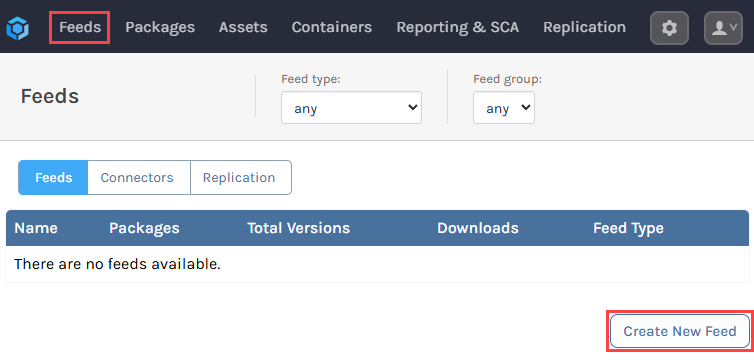 Feeds Packages Assets Containers Reporting & SCA Replication
Feeds
Feed type:
any
Feed group:
any
Feeds Connectors Replication
Name Packages Total Versions Downloads Feed Type
There are no feeds available.
Create New Feed